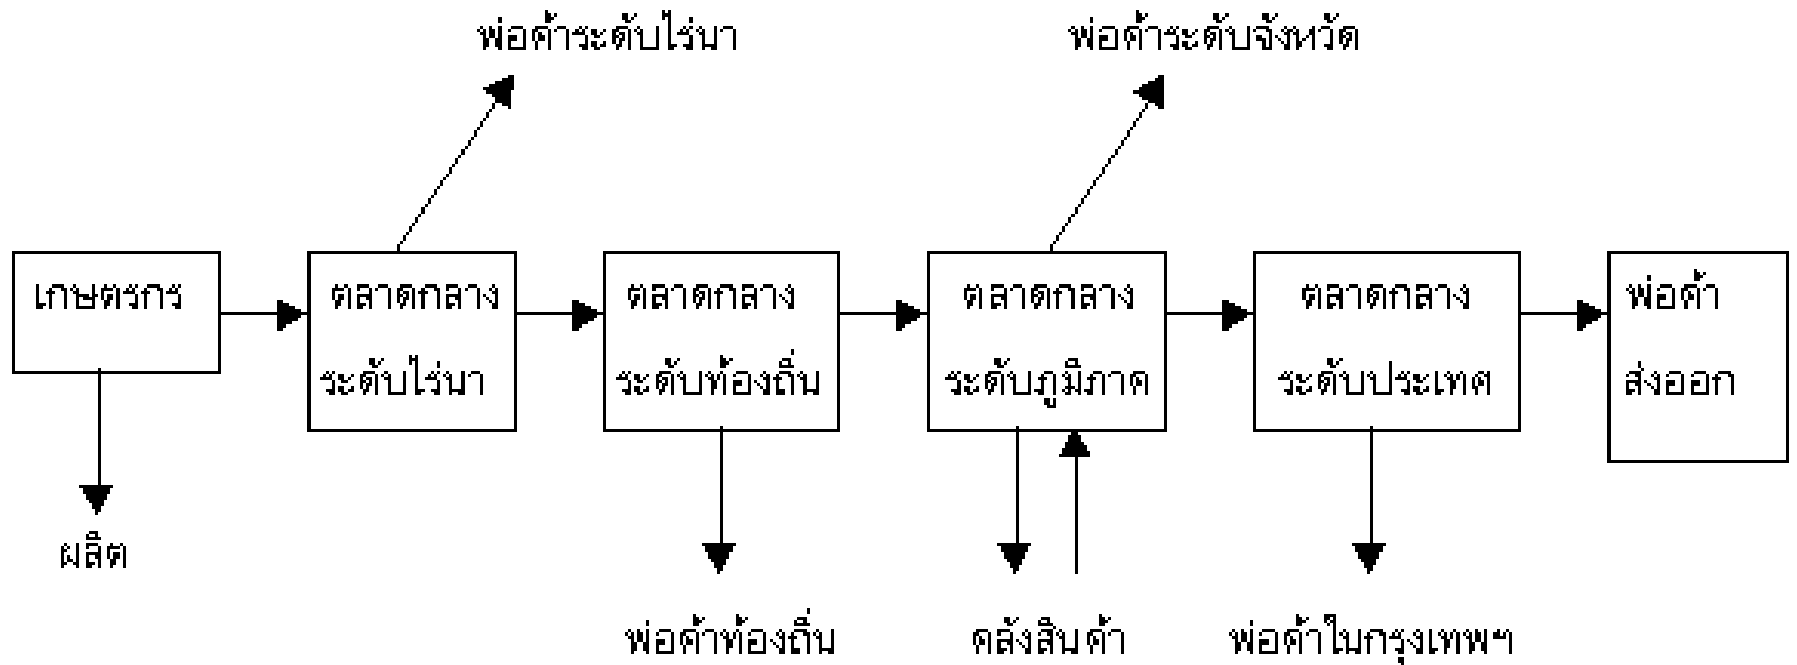 พ่อค้าระดับไร่นา พ่อค้าระดับจังหวัด
เกษตรกร ตลาดกลาง ตลาดกลาง ตลาดกลาง ตลาดกลาง พ่อค้า
ระดับไร่นา ระดับท้องถิ่น ระดับภูมิภาค ระดับประเทศ ส่งออก
ผลิต
พ่อค้าท้องถิ่น คลังสินค้า พ่อค้าในกรุงเทพฯ